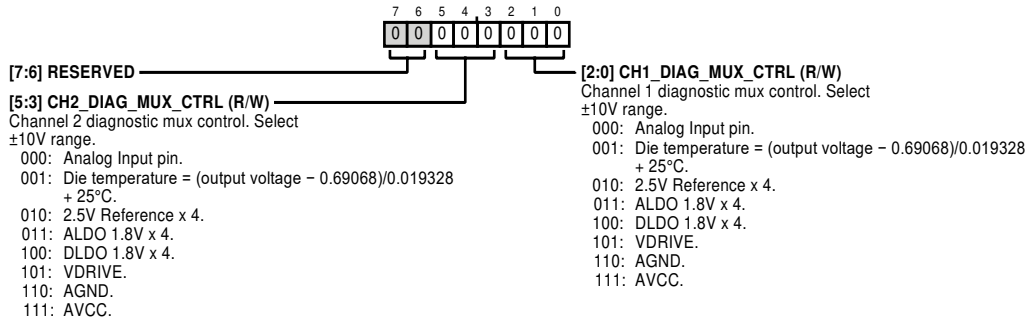 7 6 5 4 3 2 1 0
0 0 0 0 0 0 0 0
[7:6] RESERVED
[5:3] CH2_DIAG_MUX_CTRL (R/W)
Channel 2 diagnostic mux control. Select
±10V range.
000: Analog Input pin.
001: Die temperature = (output voltage − 0.69068)/0.019328
+ 25°C.
010: 2.5V Reference x 4.
011: ALDO 1.8V x 4.
100: DLDO 1.8V x 4.
101: VDRIVE.
110: AGND.
111: AVCC.
[2:0] CH1_DIAG_MUX_CTRL (R/W)
Channel 1 diagnostic mux control. Select
±10V range.
000: Analog Input pin.
001: Die temperature = (output voltage − 0.69068)/0.019328
+ 25°C.
010: 2.5V Reference x 4.
011: ALDO 1.8V x 4.
100: DLDO 1.8V x 4.
101: VDRIVE.
110: AGND.
111: AVCC.